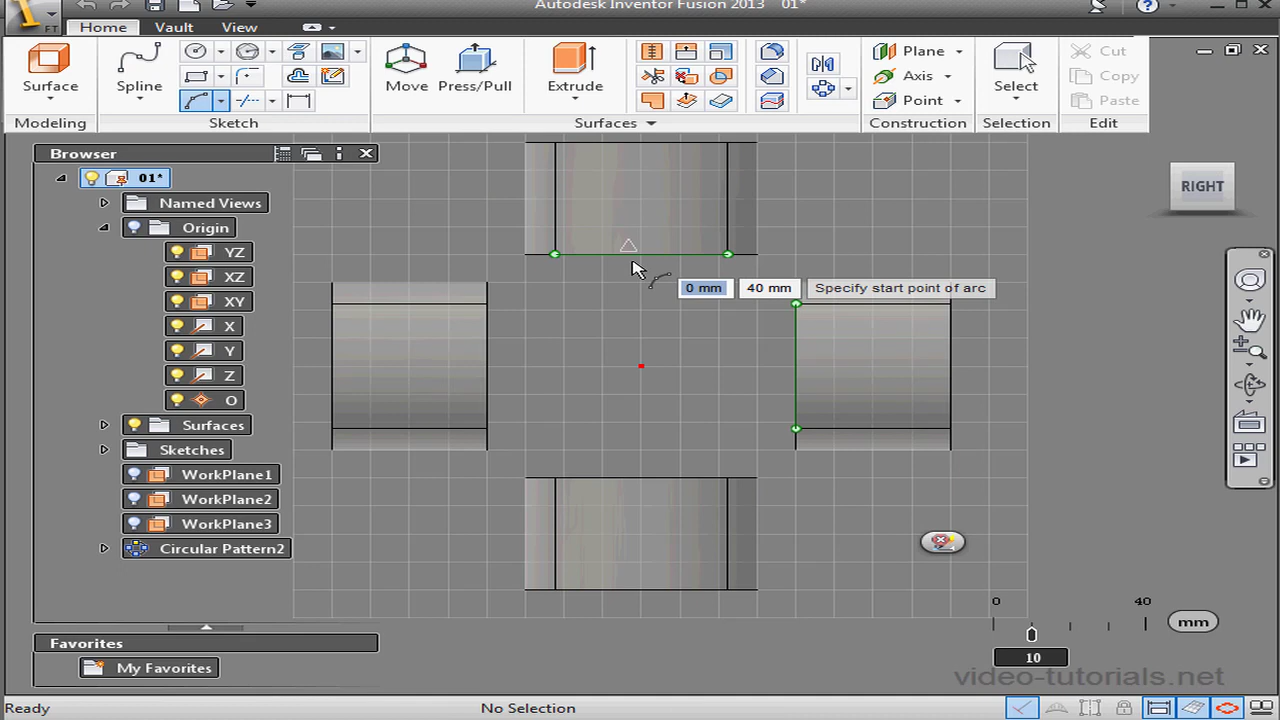 Autodesk Inventor Fusion 2013 01*
FT
Home Vault View
Surface Spline Move Press/Pull Extrude Plane Axis Point Select Cut Copy Paste
Modeling Sketch Surfaces Construction Selection Edit
Browser
01*
Named Views
Origin
YZ
XZ
XY
X
Y
Z
O
Surfaces
Sketches
WorkPlane1
WorkPlane2
WorkPlane3
Circular Pattern2
RIGHT
0 mm 40 mm Specify start point of arc
0 40
mm
10
Favorites
My Favorites
video-tutorials.net
Ready No Selection